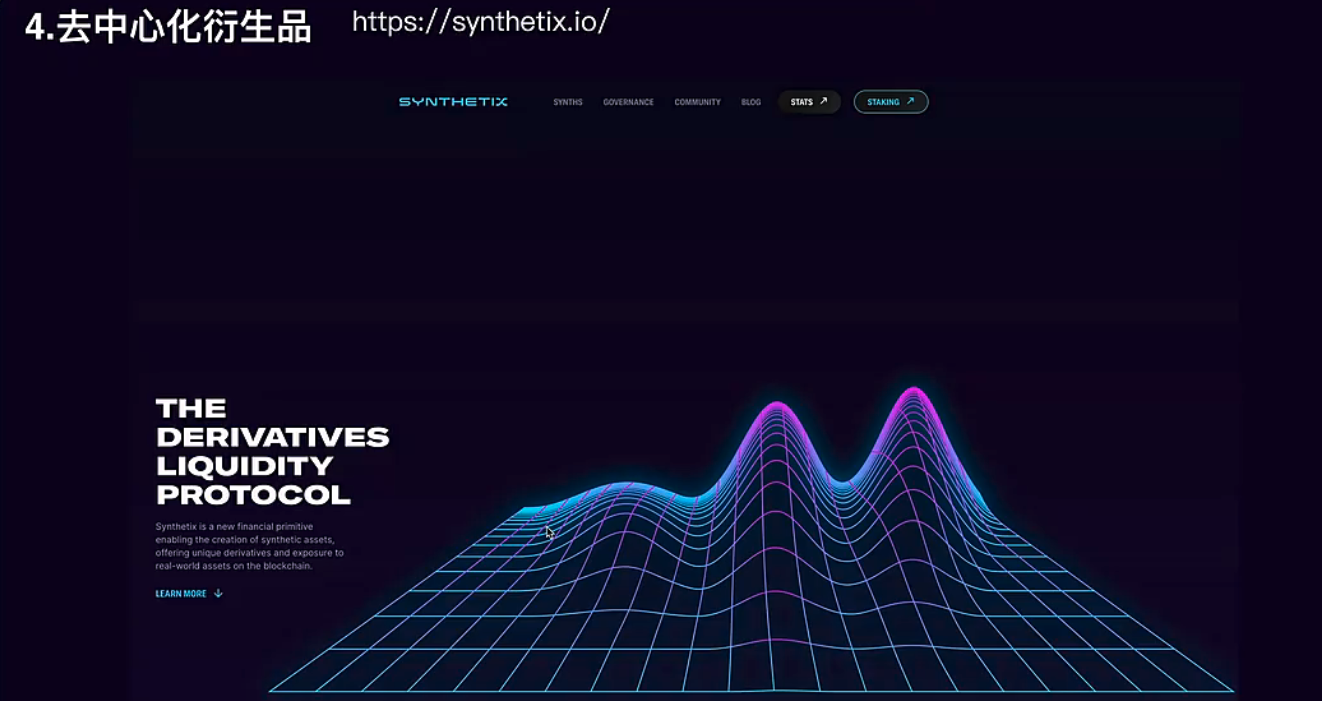 4.去中心化衍生品 https://synthetix.io/
SYNTHETIX SYNTHS GOVERNANCE COMMUNITY BLOG STATS STAKING
THE
DERIVATIVES
LIQUIDITY
PROTOCOL
Synthetix is a new financial primitive
enabling the creation of synthetic assets,
offering unique derivatives and exposure to
real-world assets on the blockchain.
LEARN MORE